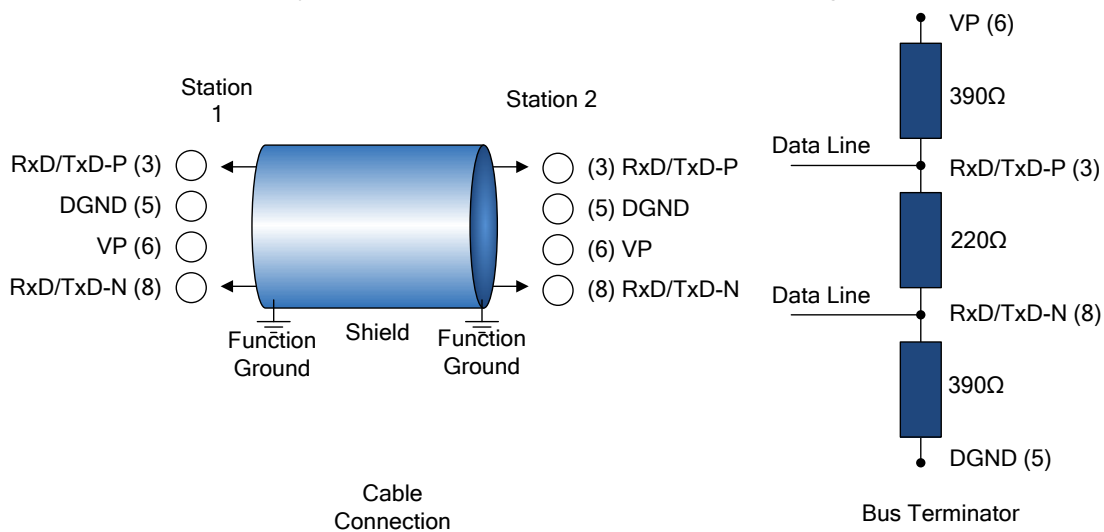 Station
1
RxD/TxD-P (3)
DGND (5)
VP (6)
RxD/TxD-N (8)
Function
Ground
Shield
Function
Ground
Station 2
(3) RxD/TxD-P
(5) DGND
(6) VP
(8) RxD/TxD-N
Cable
Connection
VP (6)
390Ω
Data Line
RxD/TxD-P (3)
220Ω
Data Line
RxD/TxD-N (8)
390Ω
DGND (5)
Bus Terminator